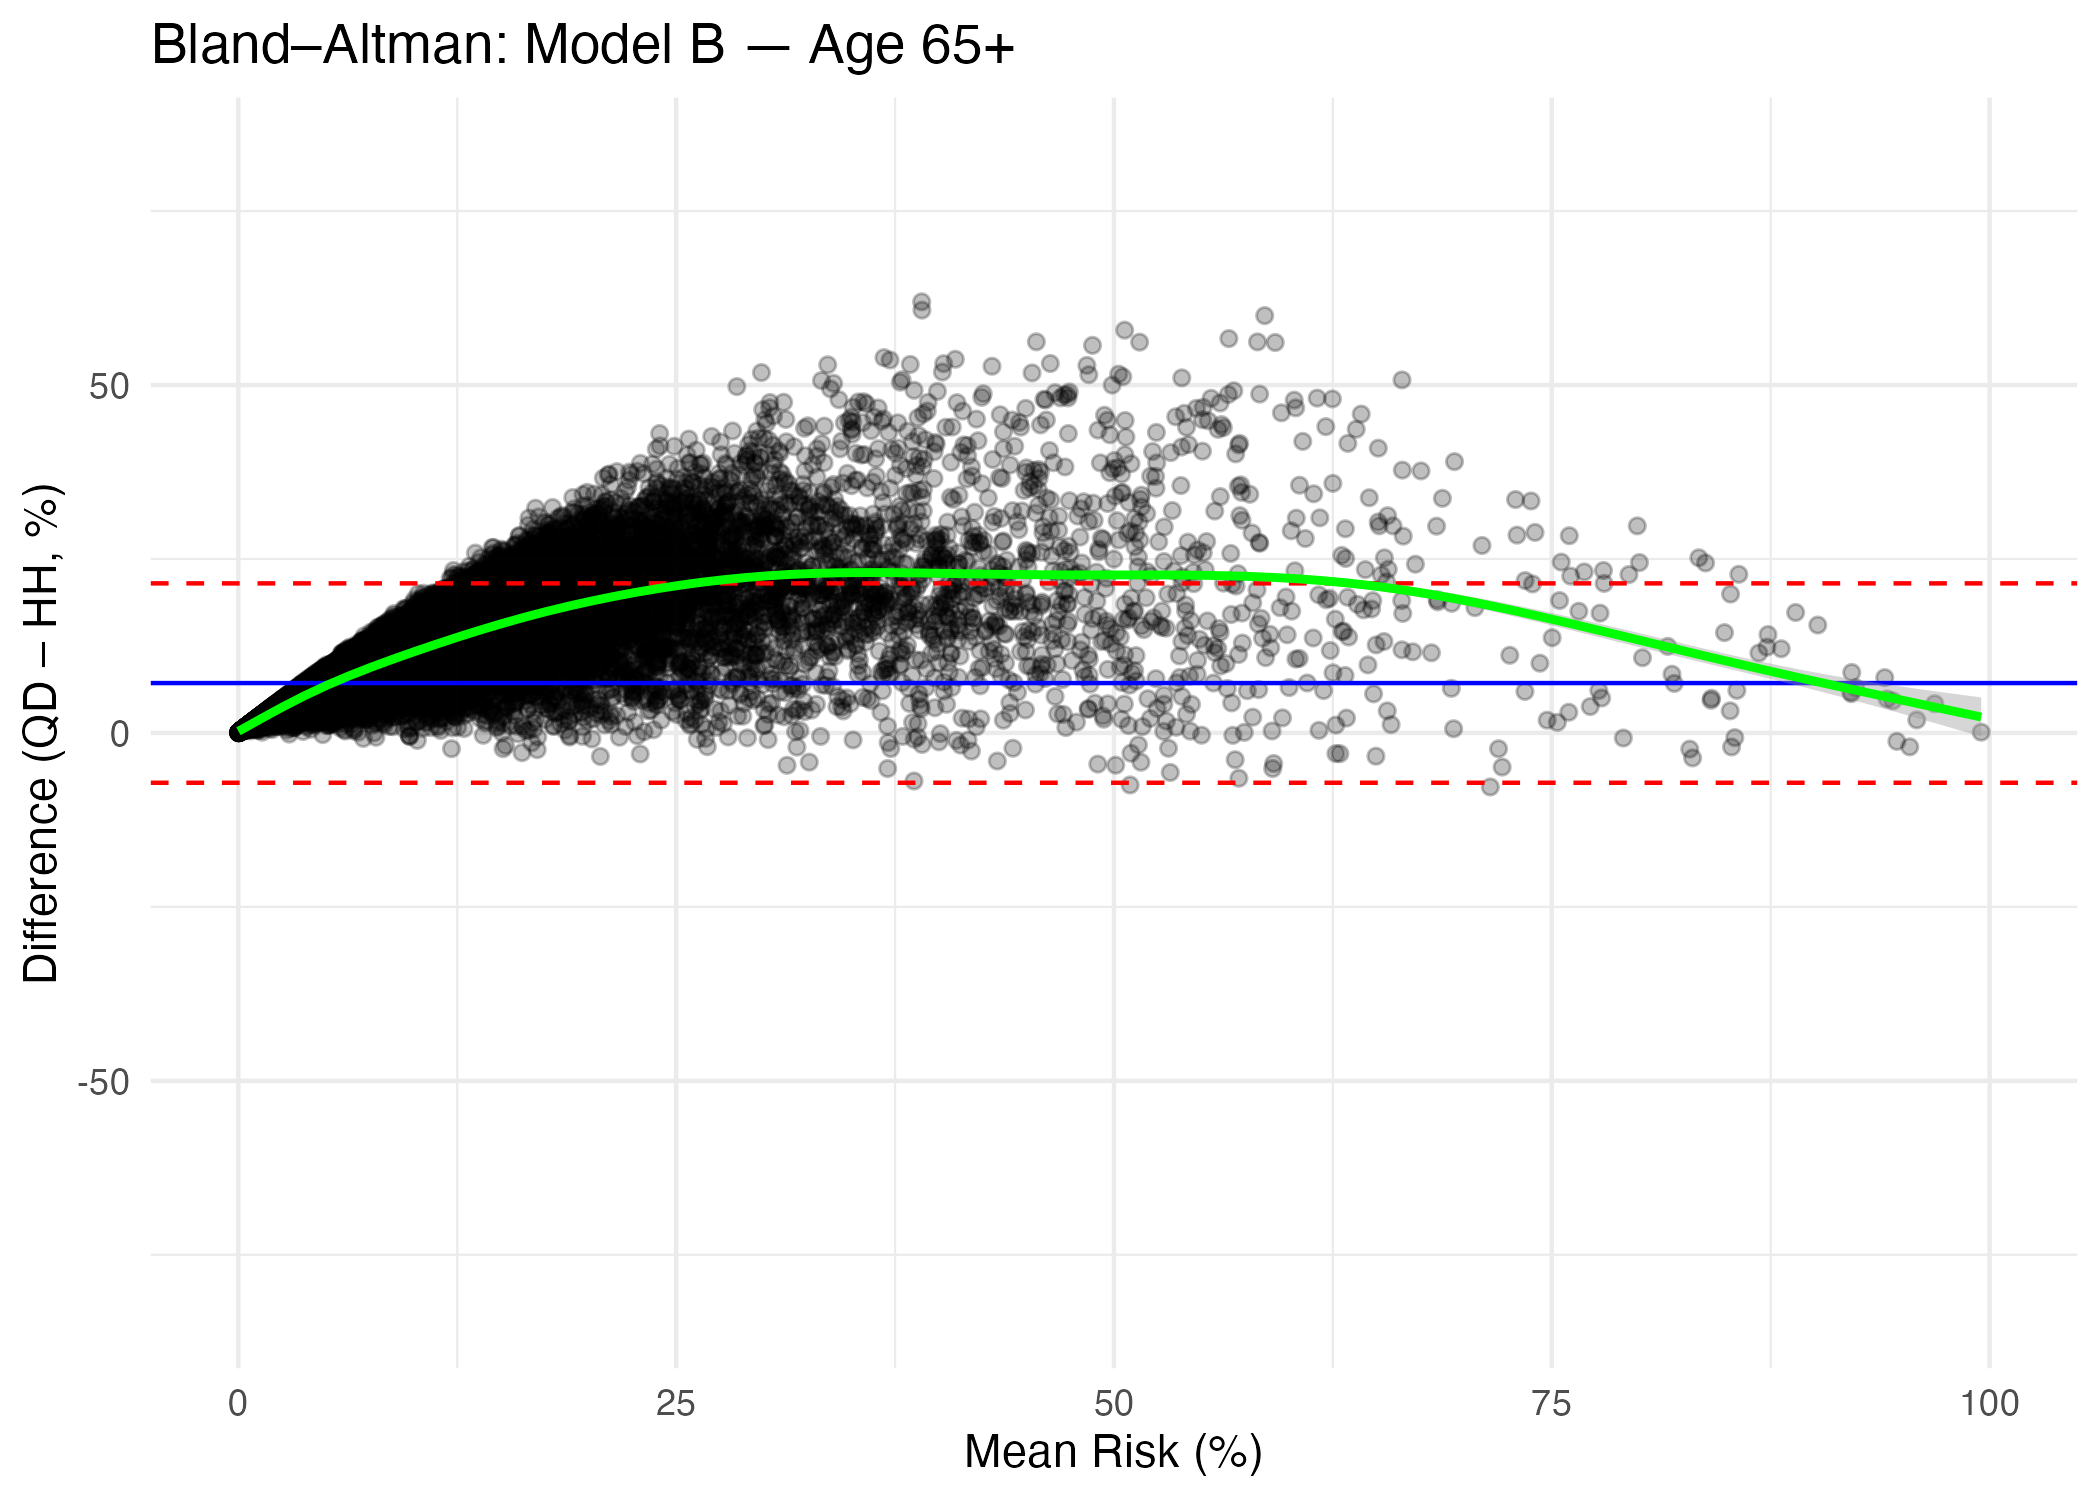 Bland–Altman: Model B — Age 65+
Difference (QD – HH, %)
50
0
-50
0
25
50
75
100
Mean Risk (%)